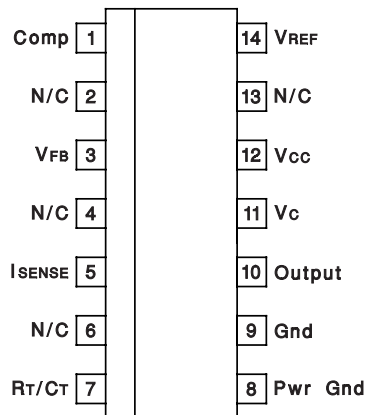 Comp 1 14 VREF
N/C 2 13 N/C
VFB 3 12 VCC
N/C 4 11 VC
ISENSE 5 10 Output
N/C 6 9 Gnd
RT/CT 7 8 Pwr Gnd